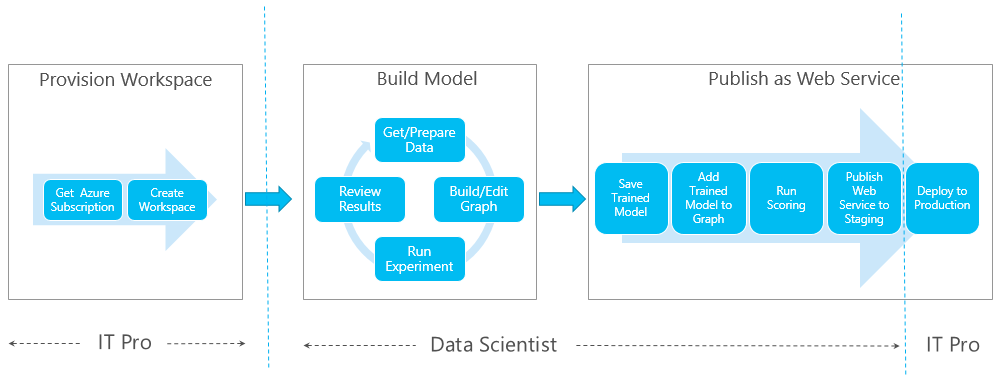 Provision Workspace
Get Azure
Subscription
Create
Workspace
Build Model
Get/Prepare
Data
Build/Edit
Graph
Run
Experiment
Review
Results
Publish as Web Service
Save
Trained
Model
Add
Trained
Model to
Graph
Run
Scoring
Publish
Web
Service to
Staging
Deploy to
Production
IT Pro
Data Scientist
IT Pro